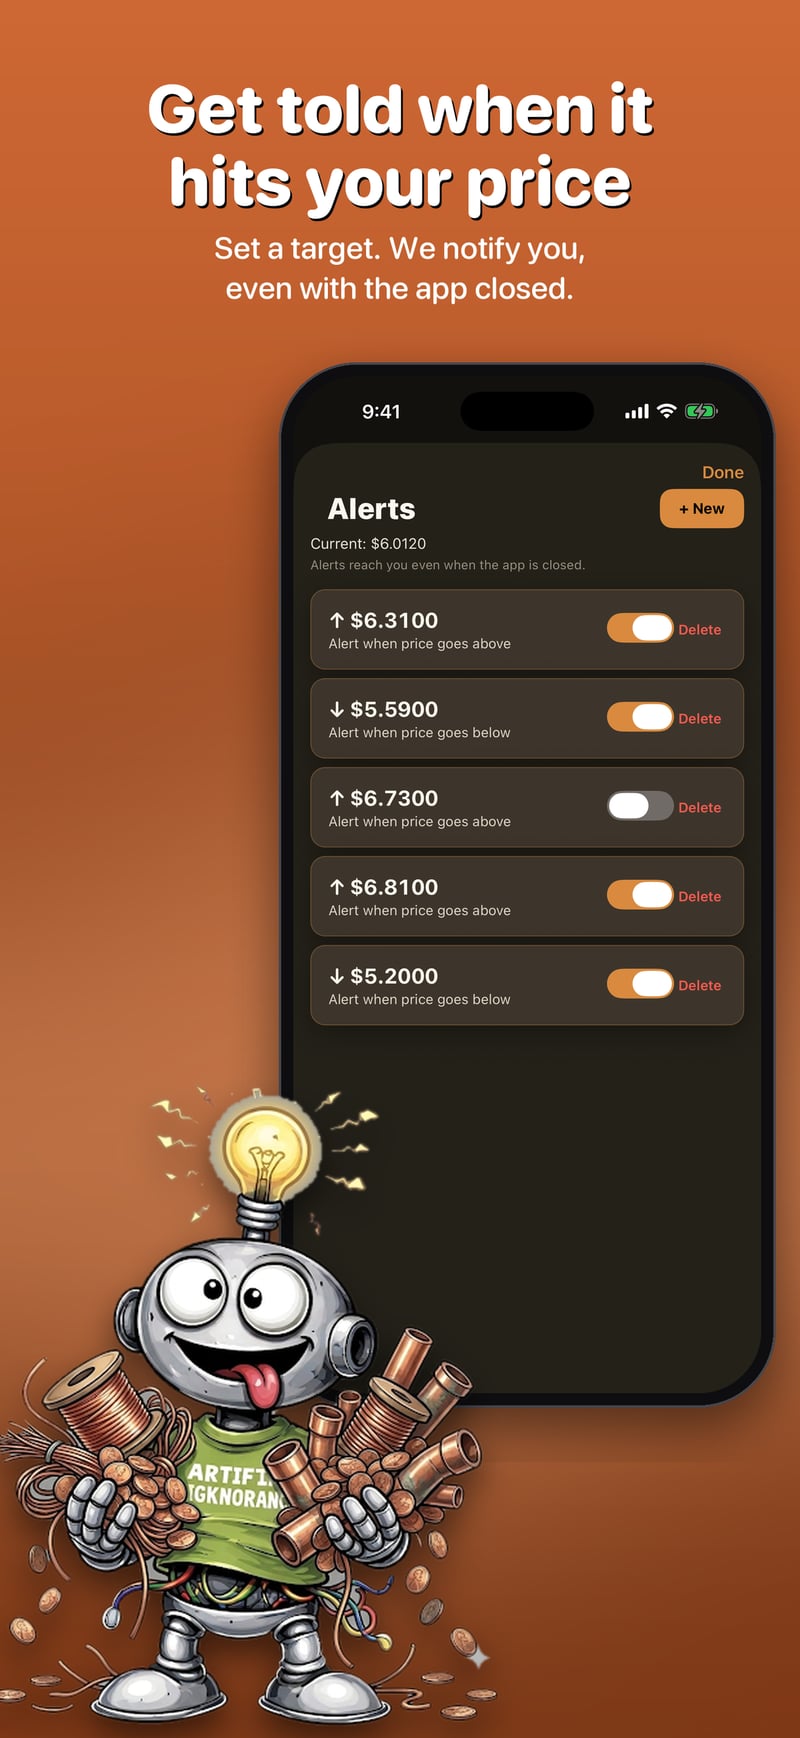 Get told when it
hits your price
Set a target. We notify you,
even with the app closed.
9:41
Done
Alerts
+ New
Current: $6.0120
Alerts reach you even when the app is closed.
↑ $6.3100
Alert when price goes above
Delete
↓ $5.5900
Alert when price goes below
Delete
↑ $6.7300
Alert when price goes above
Delete
↑ $6.8100
Alert when price goes above
Delete
↓ $5.2000
Alert when price goes below
Delete